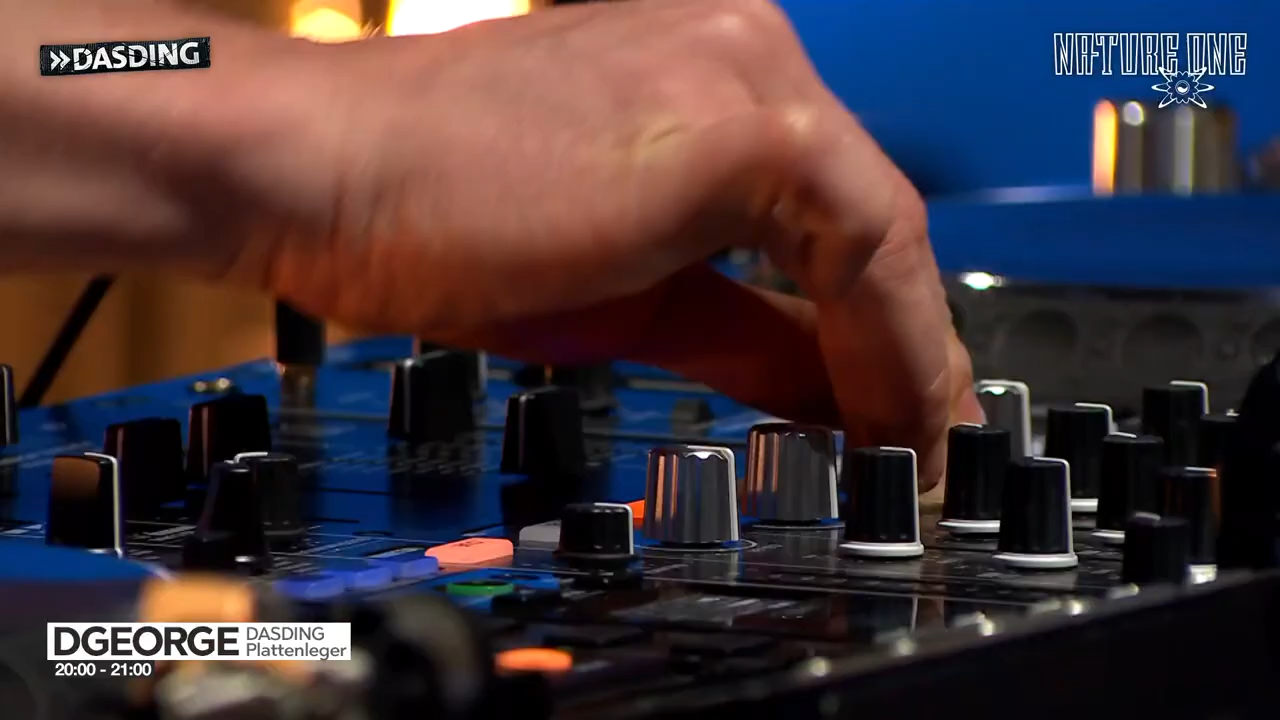 »DASDING
NATURE ONE
DGEORGE DASDING
Plattenleger
20:00 - 21:00